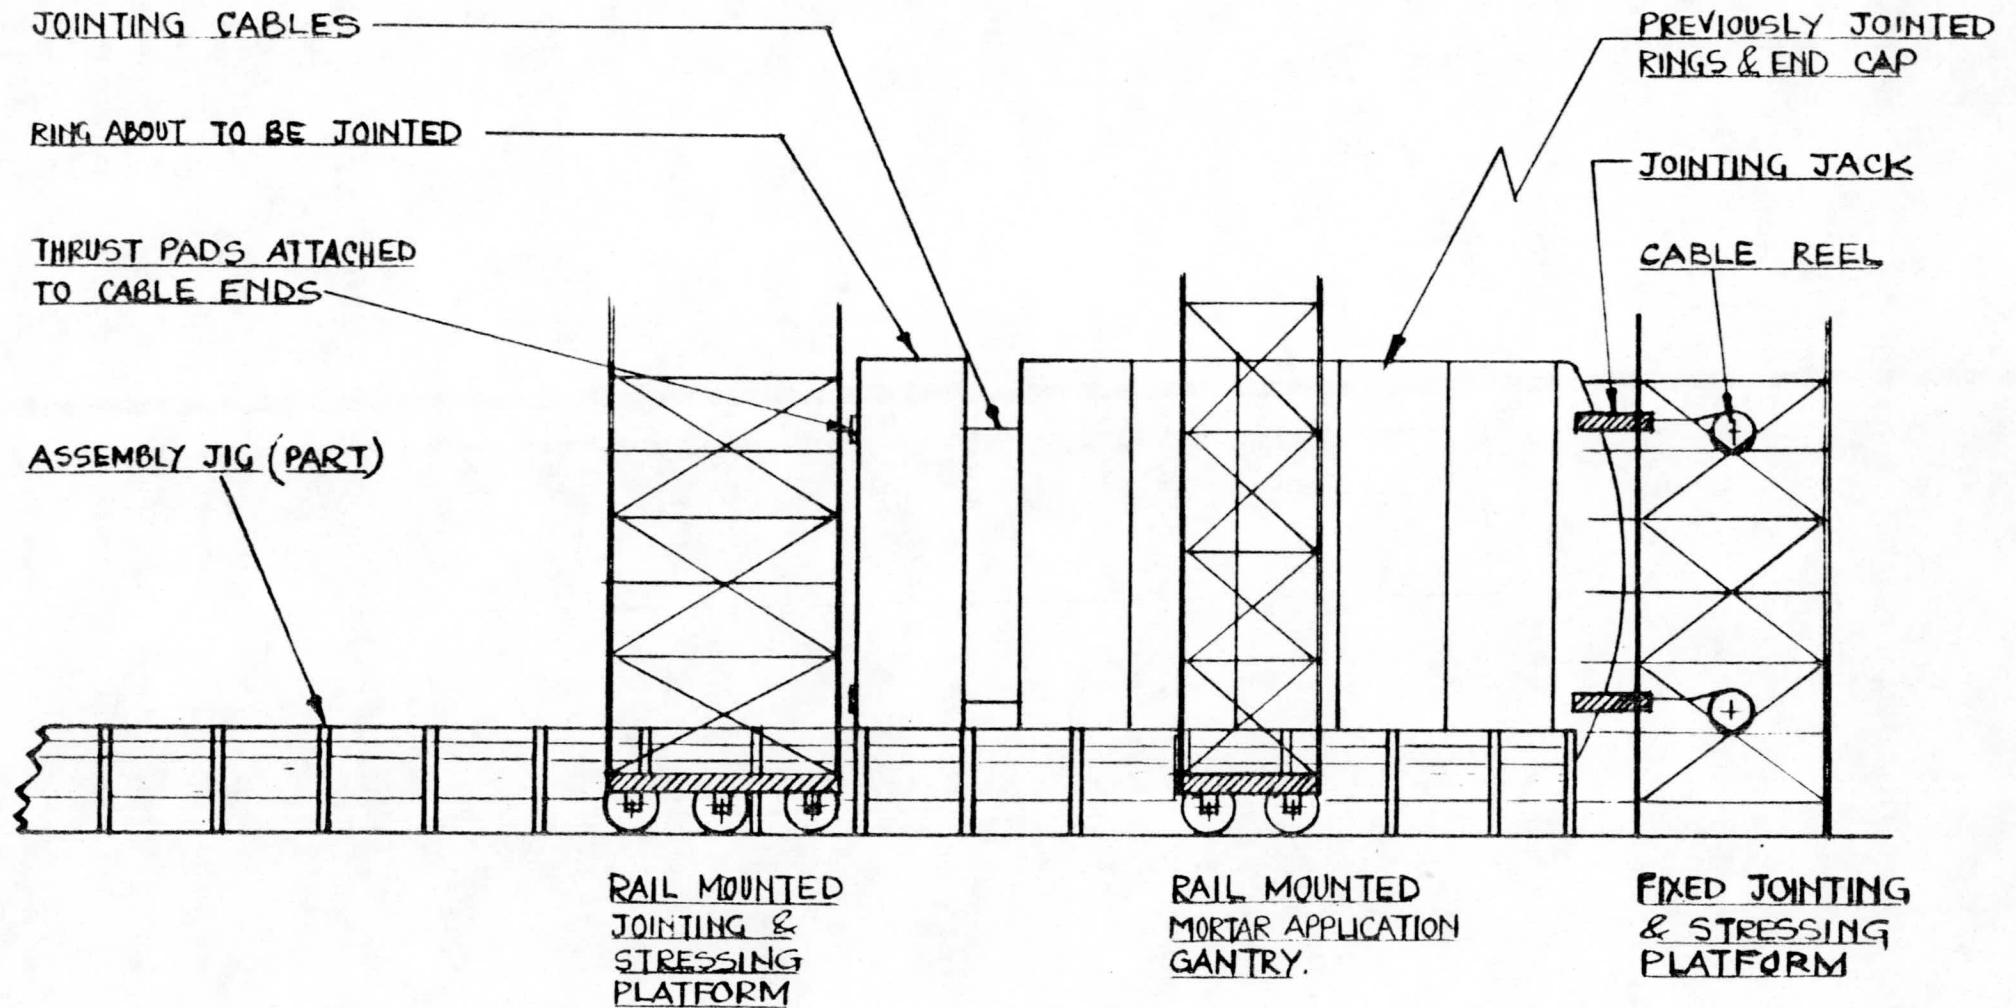 JOINTING CABLES
RING ABOUT TO BE JOINTED
THRUST PADS ATTACHED
TO CABLE ENDS
ASSEMBLY JIG (PART)
PREVIOUSLY JOINTED
RINGS & END CAP
JOINTING JACK
CABLE REEL
RAIL MOUNTED
JOINTING &
STRESSING
PLATFORM
RAIL MOUNTED
MORTAR APPLICATION
GANTRY.
FIXED JOINTING
& STRESSING
PLATFORM